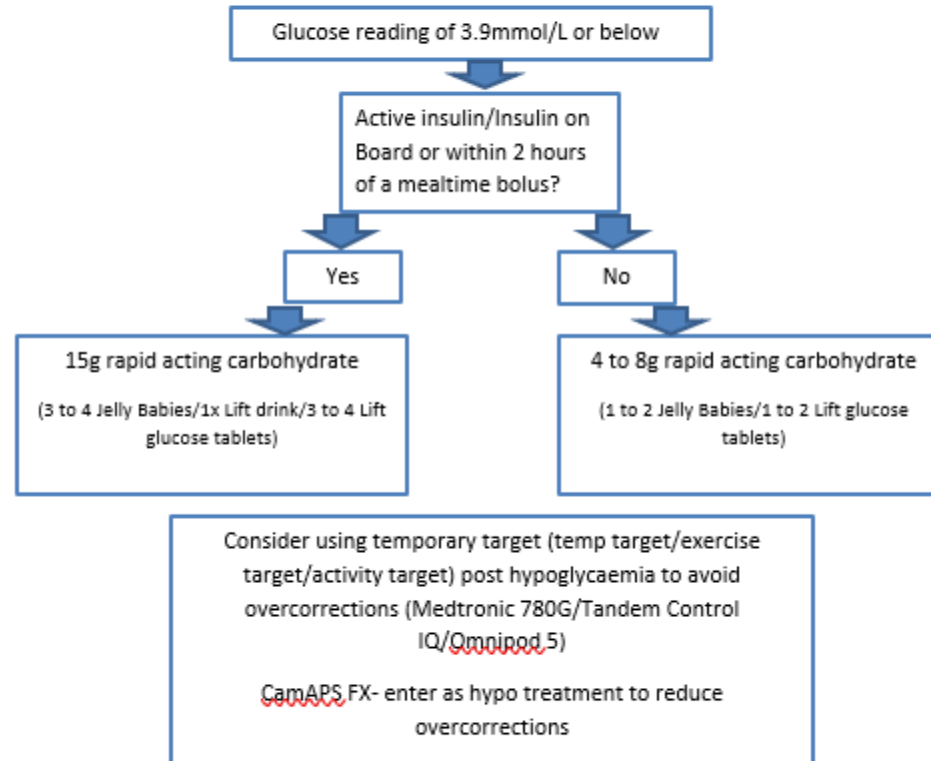 Glucose reading of 3.9mmol/L or below
Active insulin/Insulin on
Board or within 2 hours
of a mealtime bolus?
Yes
No
15g rapid acting carbohydrate
(3 to 4 Jelly Babies/1x Lift drink/3 to 4 Lift
glucose tablets)
4 to 8g rapid acting carbohydrate
(1 to 2 Jelly Babies/1 to 2 Lift glucose
tablets)
Consider using temporary target (temp target/exercise
target/activity target) post hypoglycaemia to avoid
overcorrections (Medtronic 780G/Tandem Control
IQ/Omnipod 5)
CamAPS FX- enter as hypo treatment to reduce
overcorrections